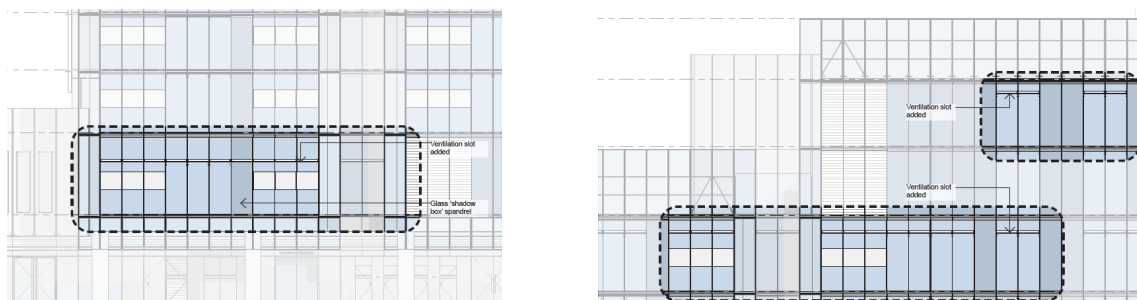 Ventilation slot
added
Glass 'shadow
box' spandrel
Ventilation slot
added
Ventilation slot
added